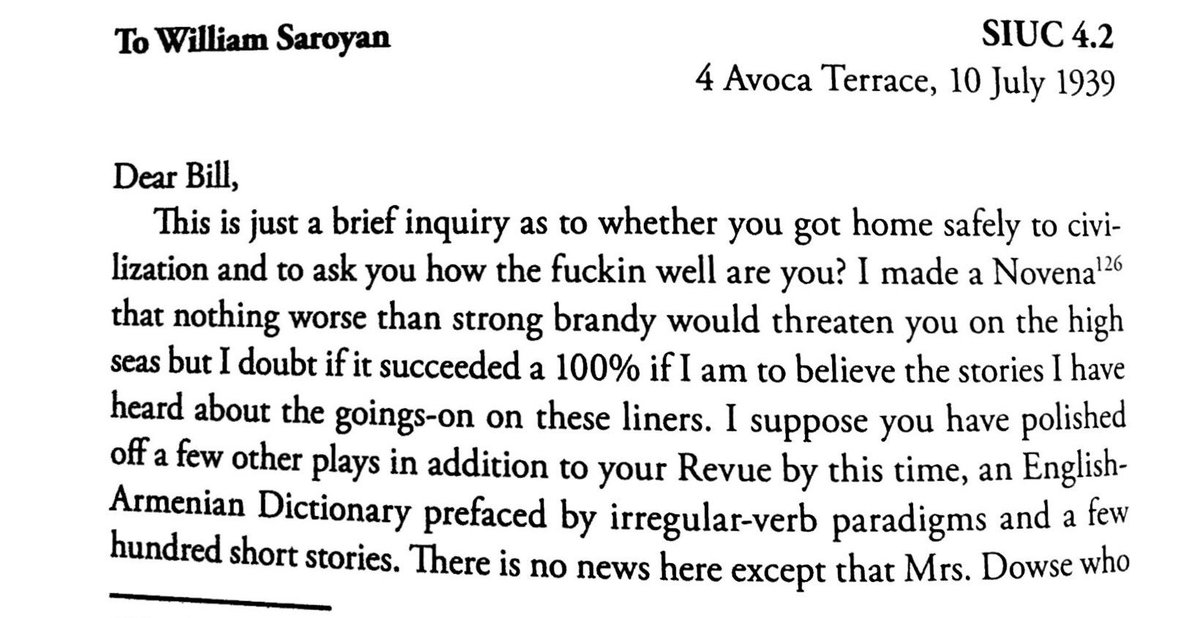 To William Saroyan
SIUC 4.2
4 Avoca Terrace, 10 July 1939
Dear Bill,
This is just a brief inquiry as to whether you got home safely to civi-
lization and to ask you how the fuckin well are you? I made a Novena126
that nothing worse than strong brandy would threaten you on the high
seas but I doubt if it succeeded a 100% if I am to believe the stories I have
heard about the goings-on on these liners. I suppose you have polished
off a few other plays in addition to your Revue by this time, an English-
Armenian Dictionary prefaced by irregular-verb paradigms and a few
hundred short stories. There is no news here except that Mrs. Dowse who